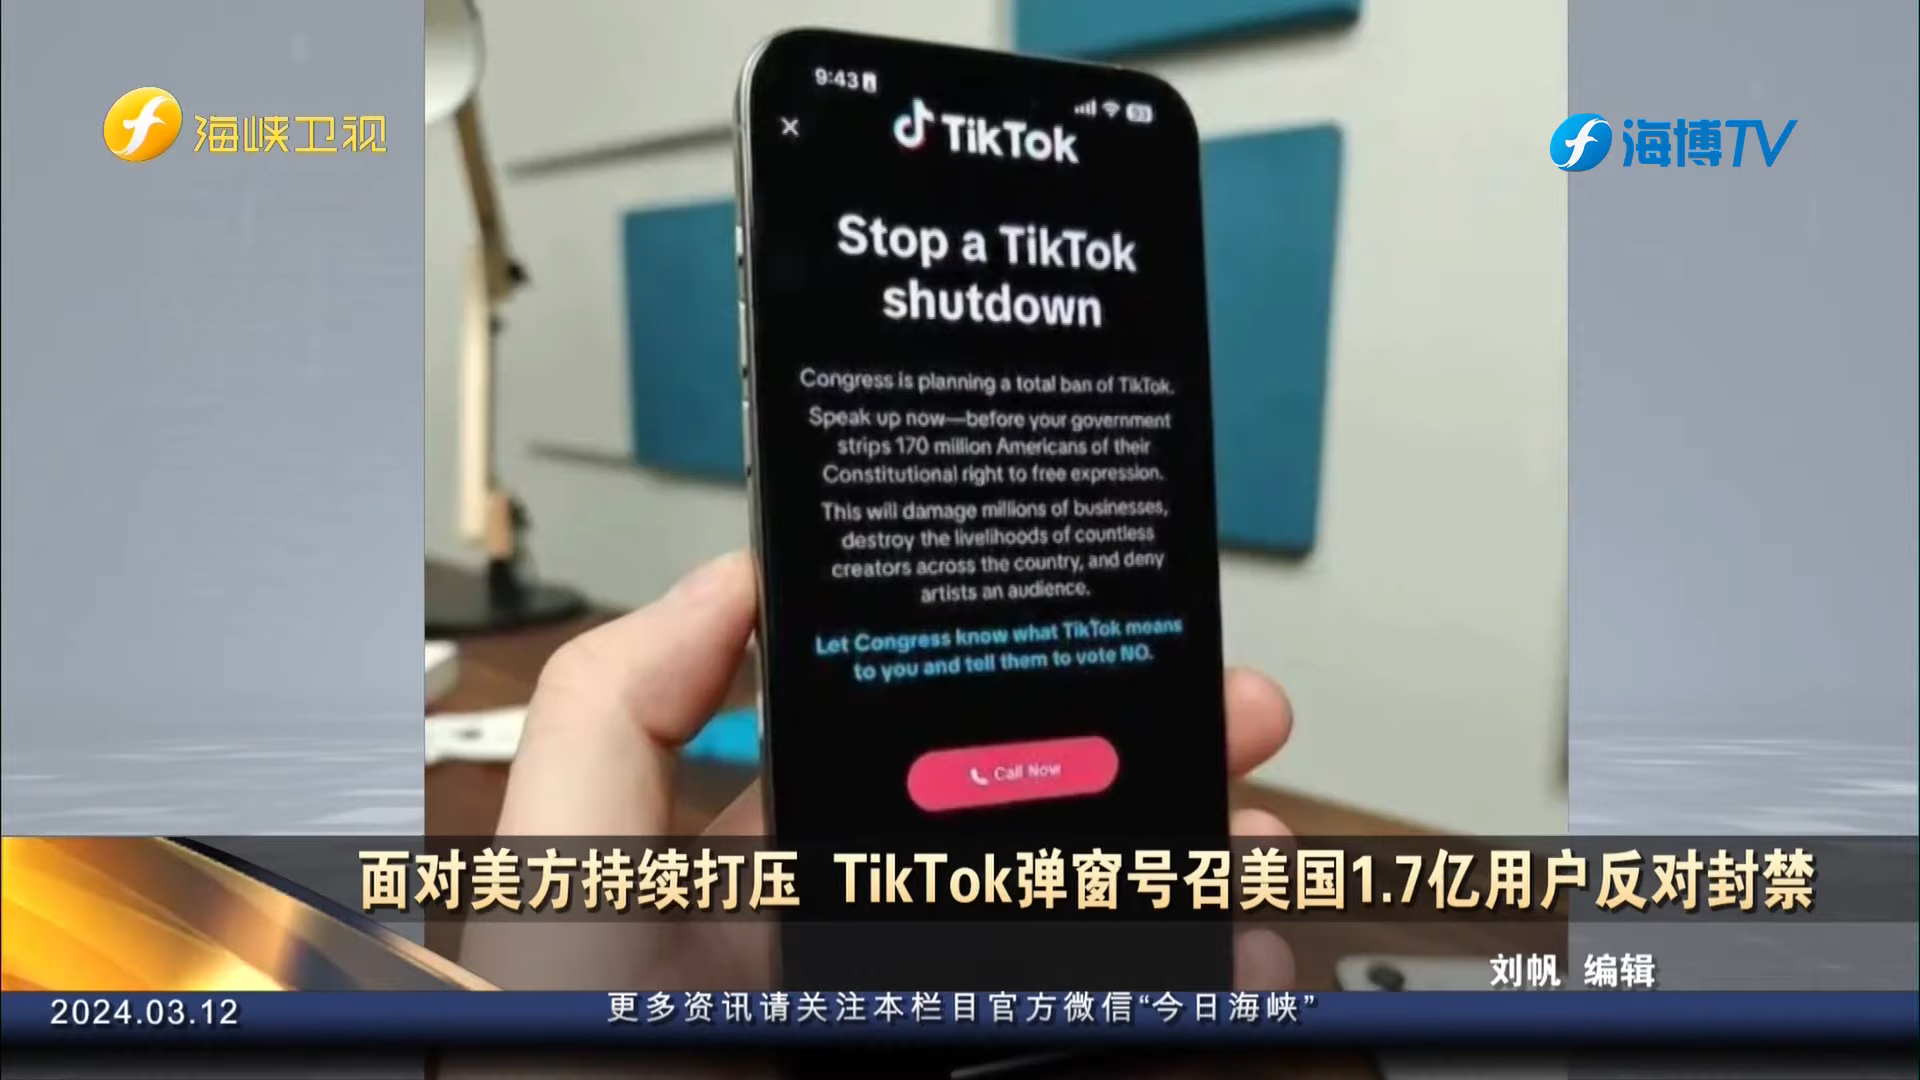 海峡卫视
海博TV
9:43
TikTok
Stop a TikTok
shutdown
Congress is planning a total ban of TikTok.
Speak up now—before your government
strips 170 million Americans of their
Constitutional right to free expression.
This will damage millions of businesses,
destroy the livelihoods of countless
creators across the country, and deny
artists an audience.
Let Congress know what TikTok means
to you and tell them to vote NO.
Call Now
面对美方持续打压 TikTok弹窗号召美国1.7亿用户反对封禁
刘帆 编辑
2024.03.12
更多资讯请关注本栏目官方微信“今日海峡”